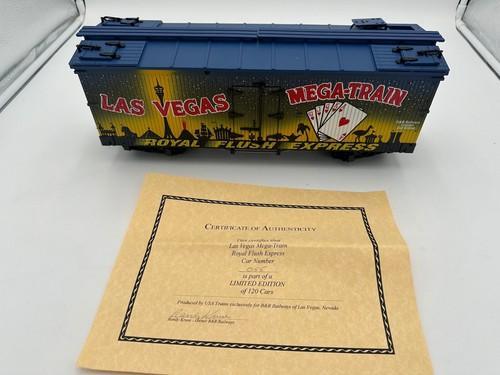 LAS VEGAS
MEGA-TRAIN
ROYAL FLUSH EXPRESS
CERTIFICATE OF AUTHENTICITY
This certifies that
Las Vegas Mega-Train
Royal Flush Express
Car Number
055
is part of a
LIMITED EDITION
of 120 Cars
Produced by USA Trains exclusively for B&R Railways of Las Vegas, Nevada